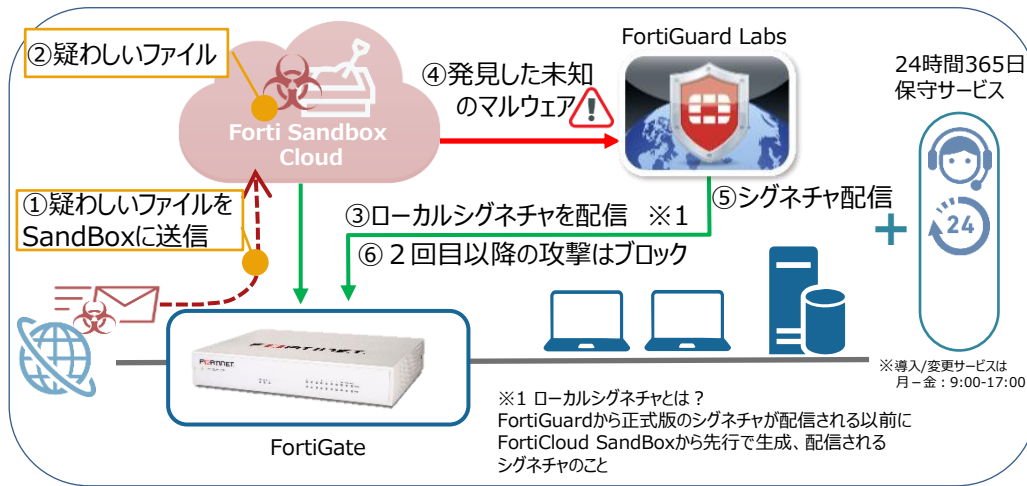 ②疑わしいファイル
Forti Sandbox
Cloud
④発見した未知
のマルウェア
FortiGuard Labs
24時間365日
保守サービス
①疑わしいファイルを
SandBoxに送信
③ローカルシグネチャを配信 ※1
⑤シグネチャ配信
⑥２回目以降の攻撃はブロック
+
24
FORTINET
FORTINET
FortiGate
※導入/変更サービスは
月－金：9:00-17:00
※1 ローカルシグネチャとは？
FortiGuardから正式版のシグネチャが配信される以前に
FortiCloud SandBoxから先行で生成、配信される
シグネチャのこと